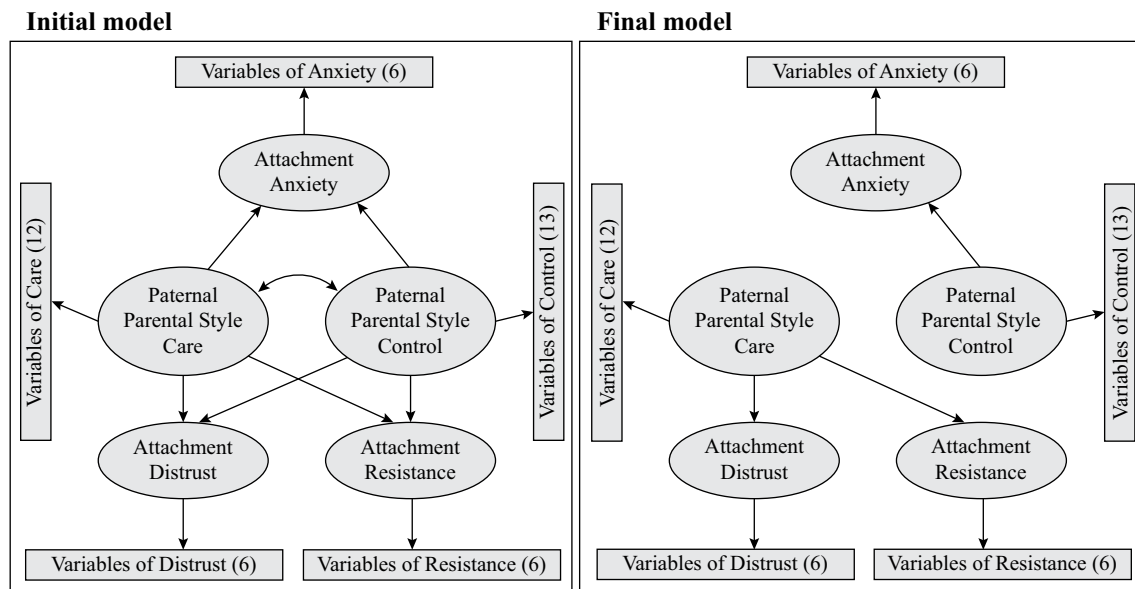 Initial model
Variables of Anxiety (6)
Attachment
Anxiety
Variables of Care (12)
Paternal
Parental Style
Care
Paternal
Parental Style
Control
Variables of Control (13)
Attachment
Distrust
Attachment
Resistance
Variables of Distrust (6)
Variables of Resistance (6)
Final model
Variables of Anxiety (6)
Attachment
Anxiety
Variables of Care (12)
Paternal
Parental Style
Care
Paternal
Parental Style
Control
Variables of Control (13)
Attachment
Distrust
Attachment
Resistance
Variables of Distrust (6)
Variables of Resistance (6)